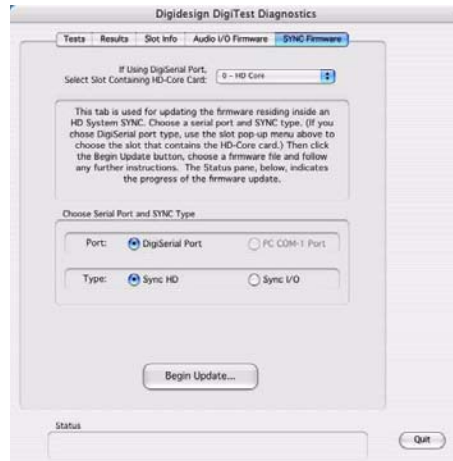 Digidesign DigiTest Diagnostics
Tests Results Slot Info Audio I/O Firmware SYNC Firmware
If Using DigiSerial Port,
Select Slot Containing HD-Core Card:
0 - HD Core
This tab is used for updating the firmware residing inside an
HD System SYNC. Choose a serial port and SYNC type. (If you
chose DigiSerial port type, use the slot pop-up menu above to
choose the slot that contains the HD-Core card.) Then click
the Begin Update button, choose a firmware file and follow
any further instructions. The Status pane, below, indicates
the progress of the firmware update.
Choose Serial Port and SYNC Type
Port: DigiSerial Port PC COM-1 Port
Type: Sync HD Sync I/O
Begin Update...
Status
Quit